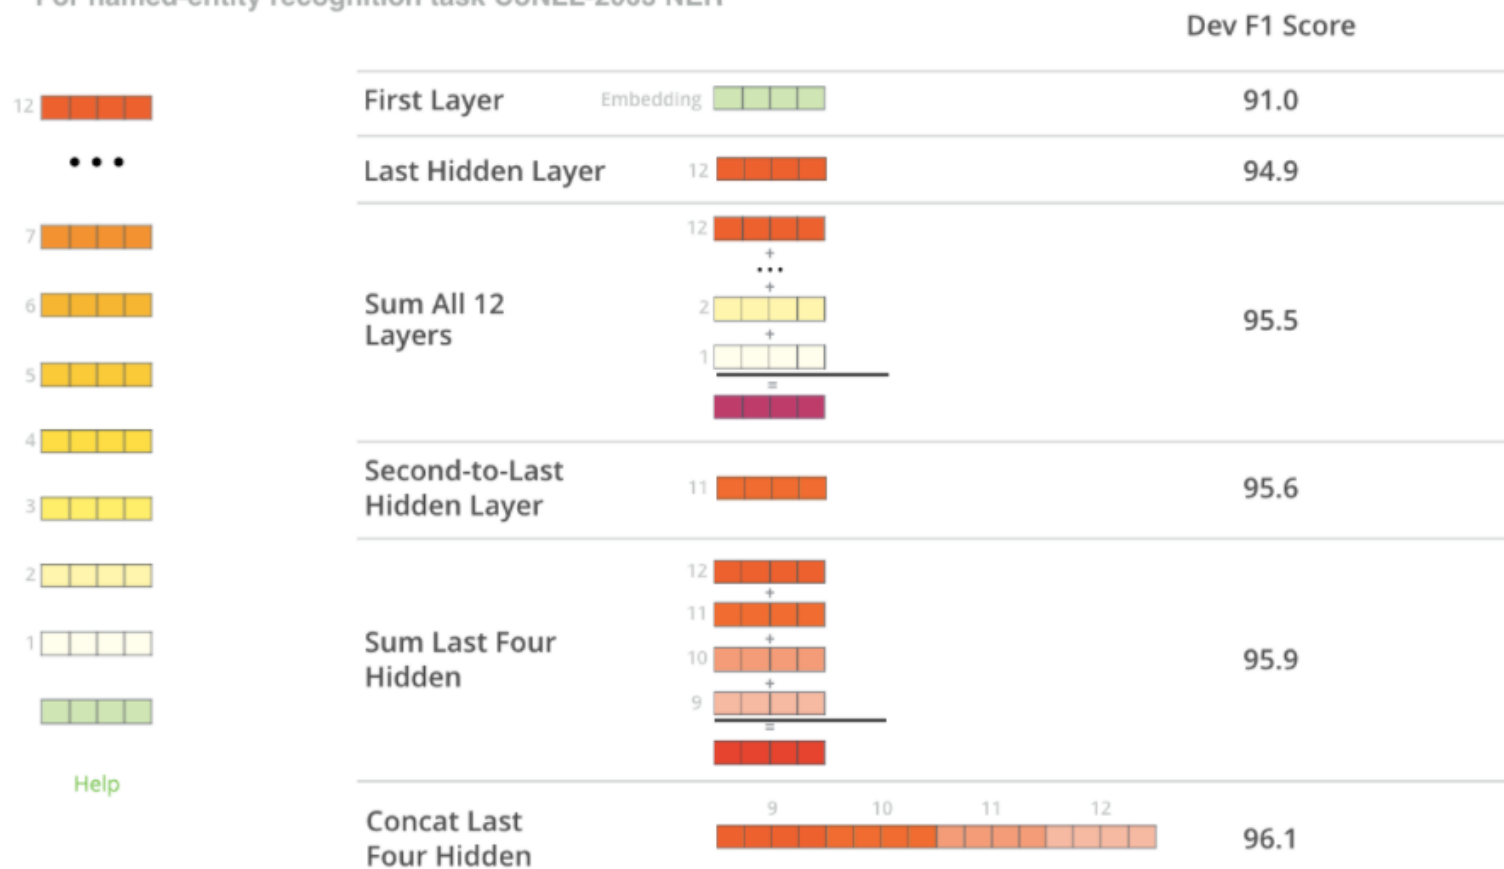 Dev F1 Score
12
7
6
5
4
3
2
1
Help
First Layer Embedding 91.0
Last Hidden Layer 12 94.9
12
+
...
+
2
+
1
=
Sum All 12
Layers
95.5
Second-to-Last
Hidden Layer
11
95.6
12
+
11
+
10
+
9
=
Sum Last Four
Hidden
95.9
9 10 11 12
Concat Last
Four Hidden
96.1